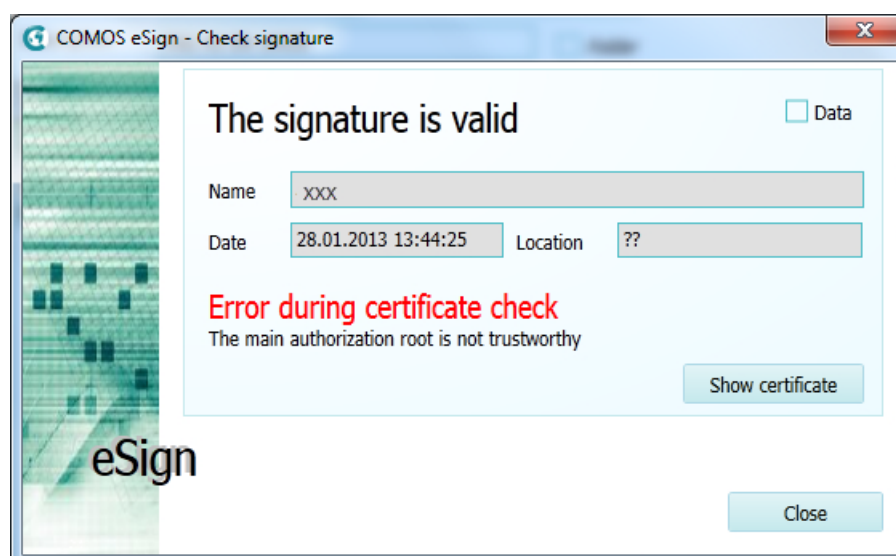 COMOS eSign - Check signature
The signature is valid
Data
Name xxx
Date 28.01.2013 13:44:25 Location ??
Error during certificate check
The main authorization root is not trustworthy
Show certificate
eSign
Close